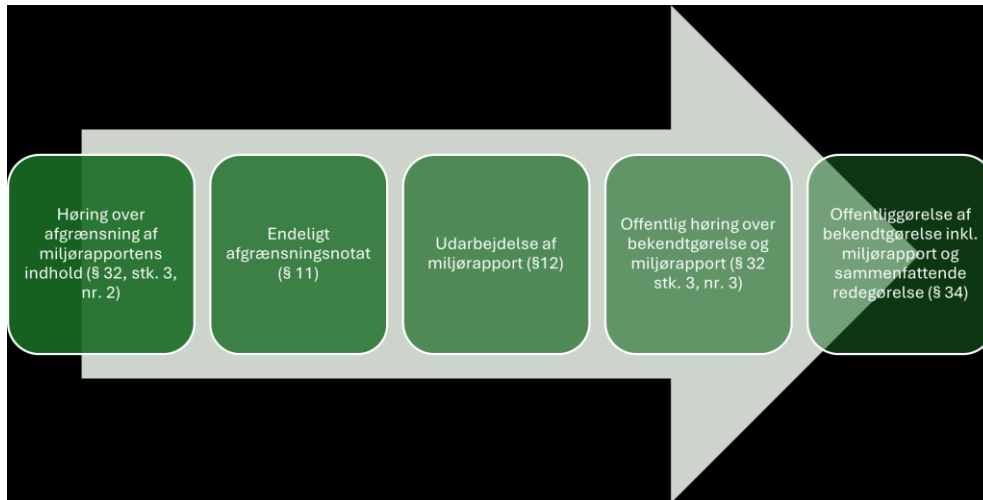 Høring over
afgrænsning af
miljørapportens
indhold (§ 32, stk. 3,
nr. 2)
Endeligt
afgrænsningsnotat
(§ 11)
Udarbejdelse af
miljørapport (§12)
Offentlig høring over
bekendtgørelse og
miljørapport (§ 32
stk. 3, nr. 3)
Offentliggørelse af
bekendtgørelse inkl.
miljørapport og
sammenfattende
redegørelse (§ 34)